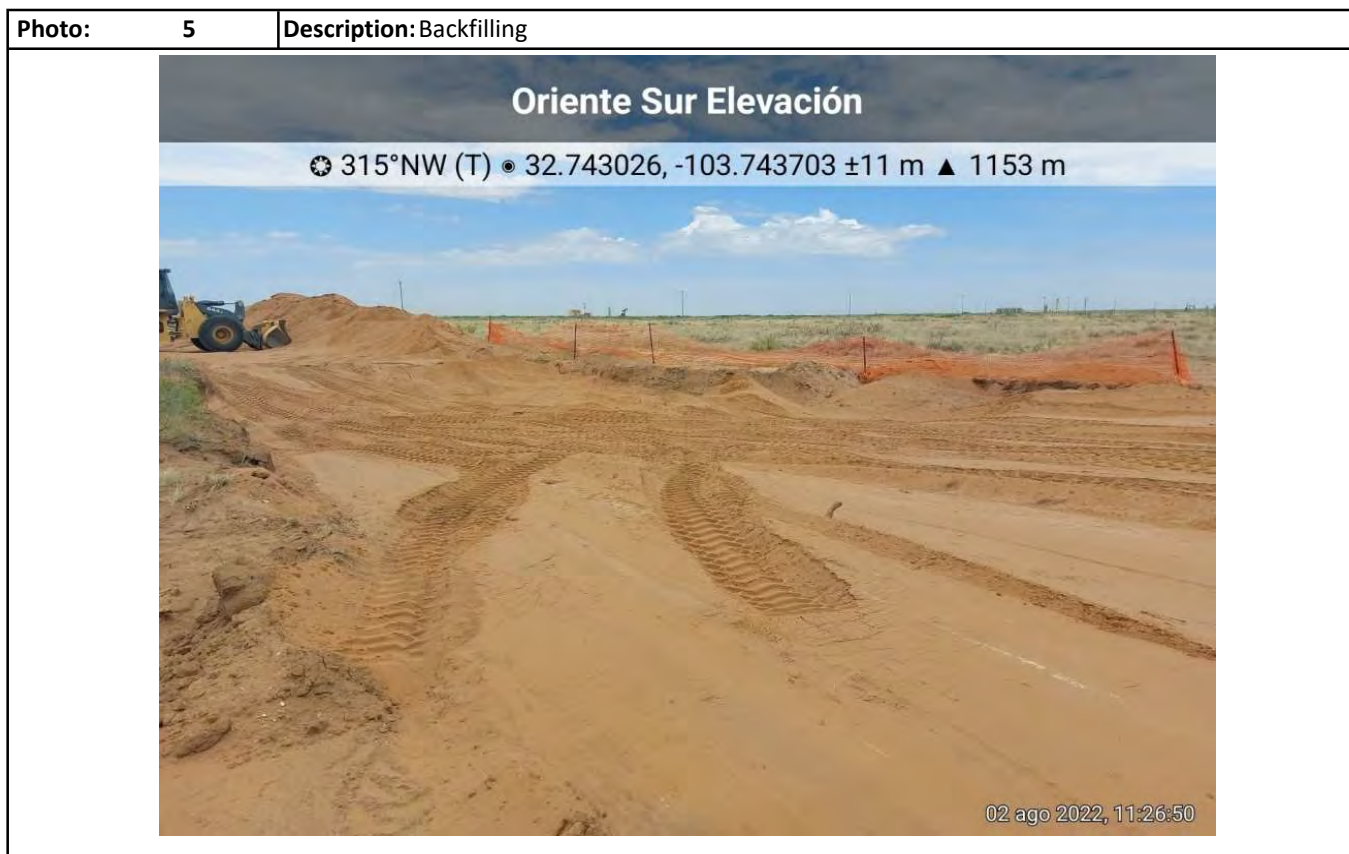 Photo: 5 Description: Backfilling
Oriente Sur Elevación
315°NW (T) ◉ 32.743026, -103.743703 ±11 m ▲ 1153 m
02 ago 2022, 11:26:50